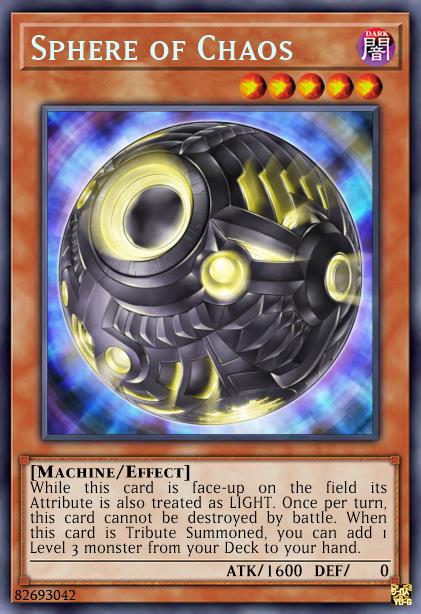 Sphere of Chaos
DARK
闇
[Machine/Effect]
While this card is face-up on the field its
Attribute is also treated as LIGHT. Once per turn,
this card cannot be destroyed by battle. When
this card is Tribute Summoned, you can add 1
Level 3 monster from your Deck to your hand.
ATK/1600 DEF/ 0
82693042